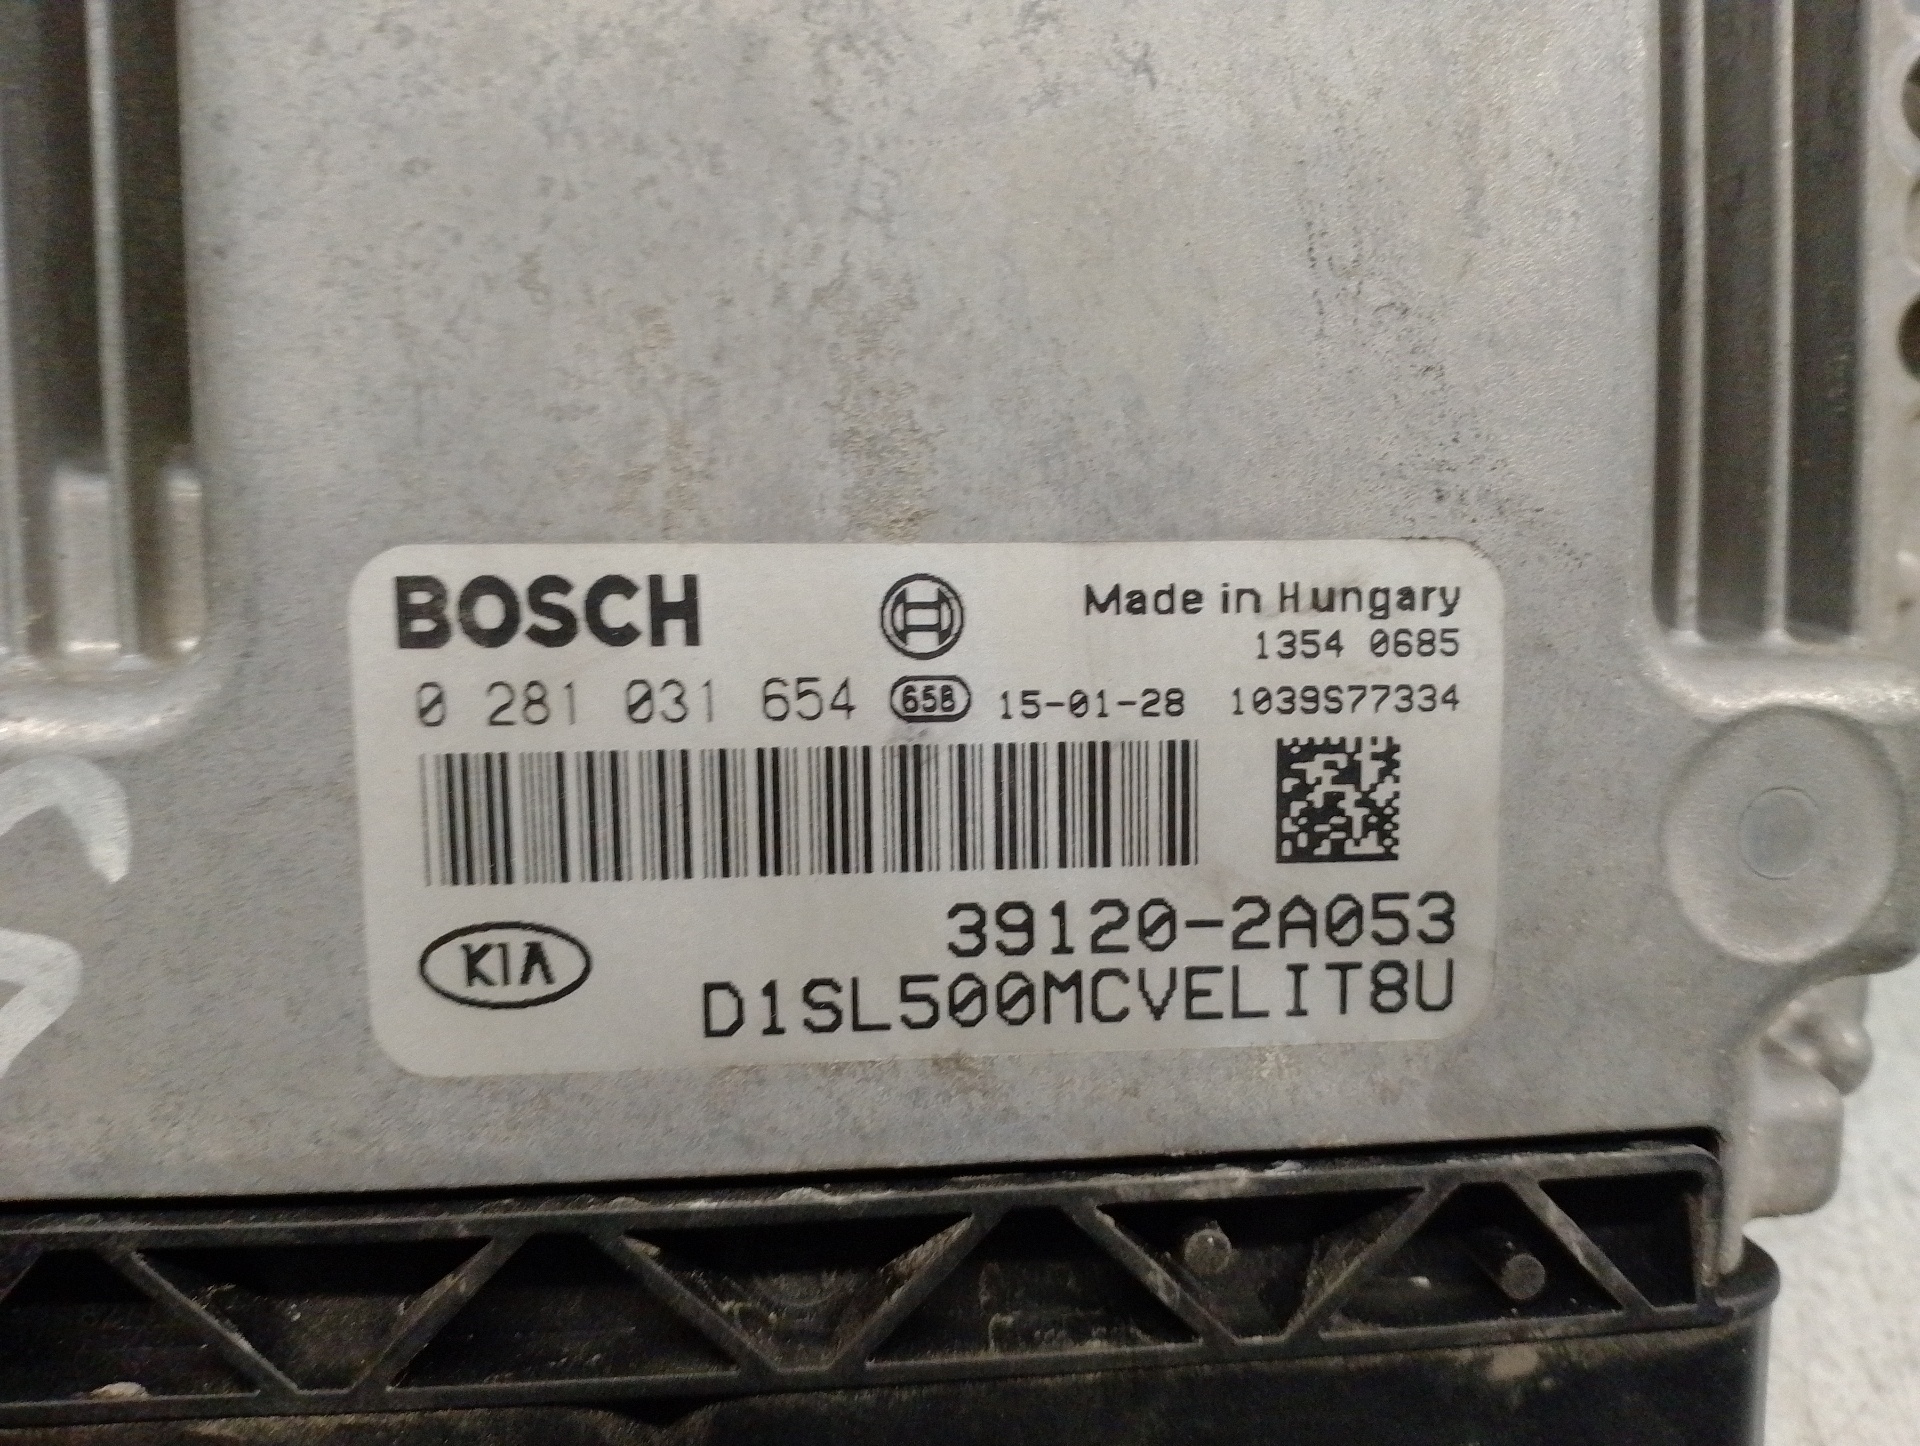 BOSCH
Made in Hungary
1354 0685
0 281 031 654 658 15-01-28 1039S77334
39120-2A053
KIA
D1SL500MCVELIT8U